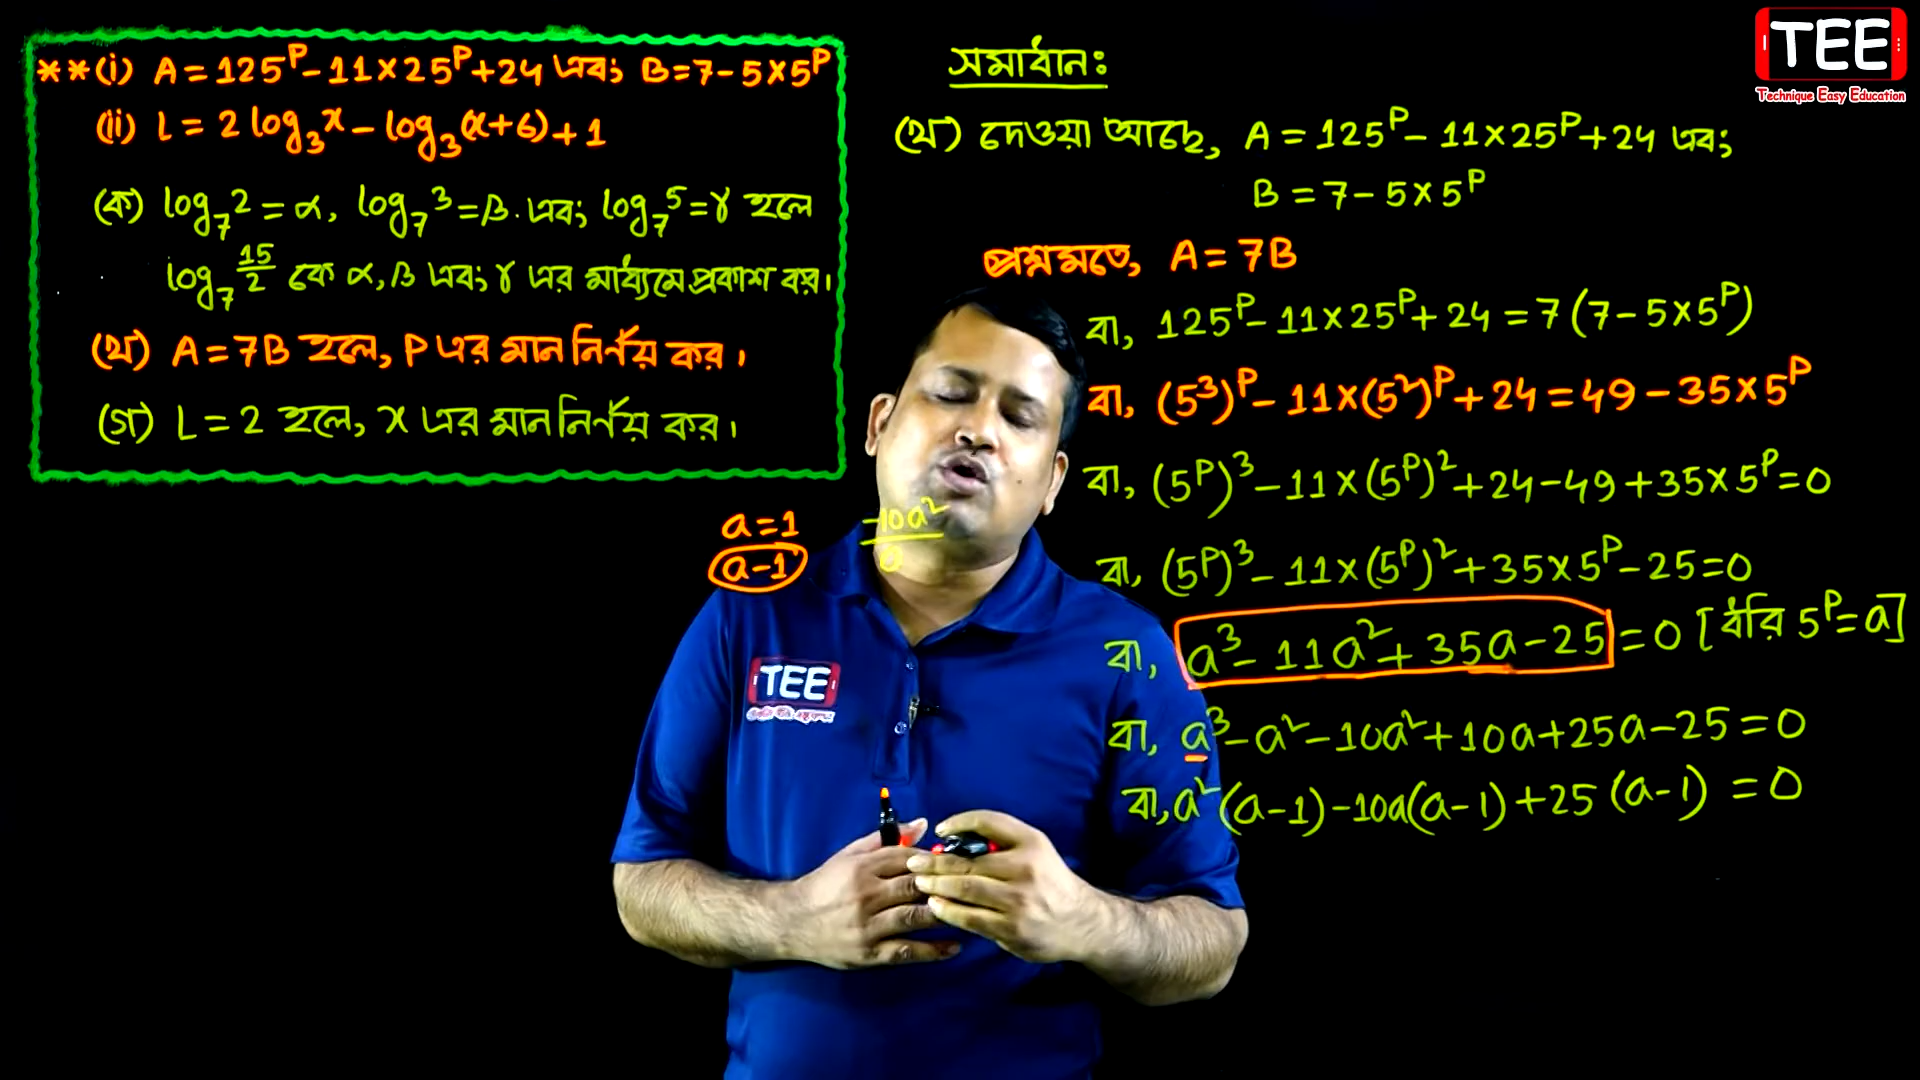 **(i) A = 125^P - 11×25^P + 24 এবং B = 7 - 5×5^P
(ii) L = 2 log₃x - log₃(x+6) + 1
(ক) log₇2 = α, log₇3 = β এবং log₇5 = γ হলে
log₇ 15/2 কে α, β এবং γ এর মাধ্যমে প্রকাশ কর।
(খ) A = 7B হলে, P এর মান নির্ণয় কর।
(গ) L = 2 হলে, x এর মান নির্ণয় কর।
a = 1
a-1
-10a²
0
TEE
TEE
Technique Easy Education
সমাধানঃ
(খ) দেওয়া আছে, A = 125^P - 11×25^P + 24 এবং
B = 7 - 5×5^P
প্রশ্নমতে, A = 7B
বা, 125^P - 11×25^P + 24 = 7(7 - 5×5^P)
বা, (5³)^P - 11×(5²)^P + 24 = 49 - 35×5^P
বা, (5^P)³ - 11×(5^P)² + 24 - 49 + 35×5^P = 0
বা, (5^P)³ - 11×(5^P)² + 35×5^P - 25 = 0
বা, a³ - 11a² + 35a - 25 = 0 [ধরি 5^P = a]
বা, a³ - a² - 10a² + 10a + 25a - 25 = 0
বা, a²(a-1) - 10a(a-1) + 25(a-1) = 0